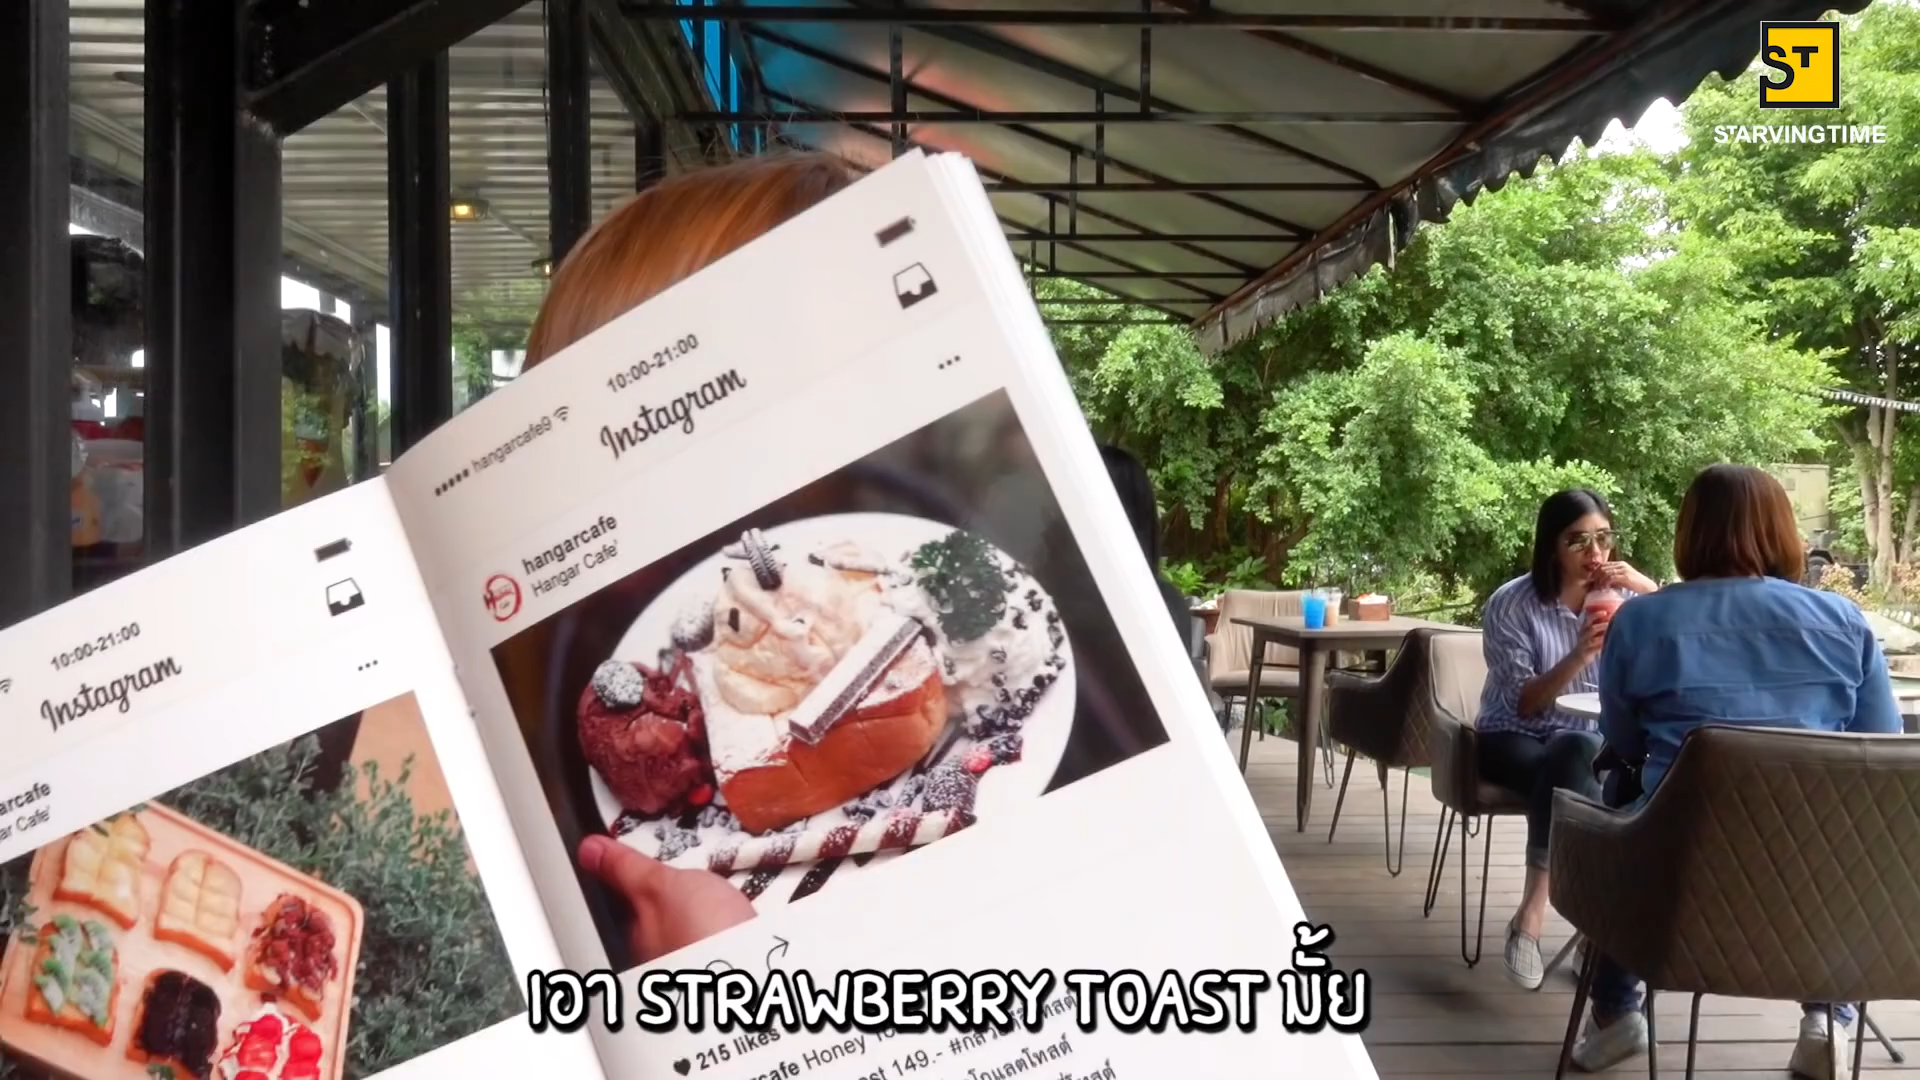 ST
STARVINGTIME
10:00-21:00
Instagram
hangarcafe9
10:00-21:00
Instagram
hangarcafe
Hangar Cafe'
arcafe
ar Cafe'
เอา STRAWBERRY TOAST มั้ย
215 likes
cafe Honey
149.-